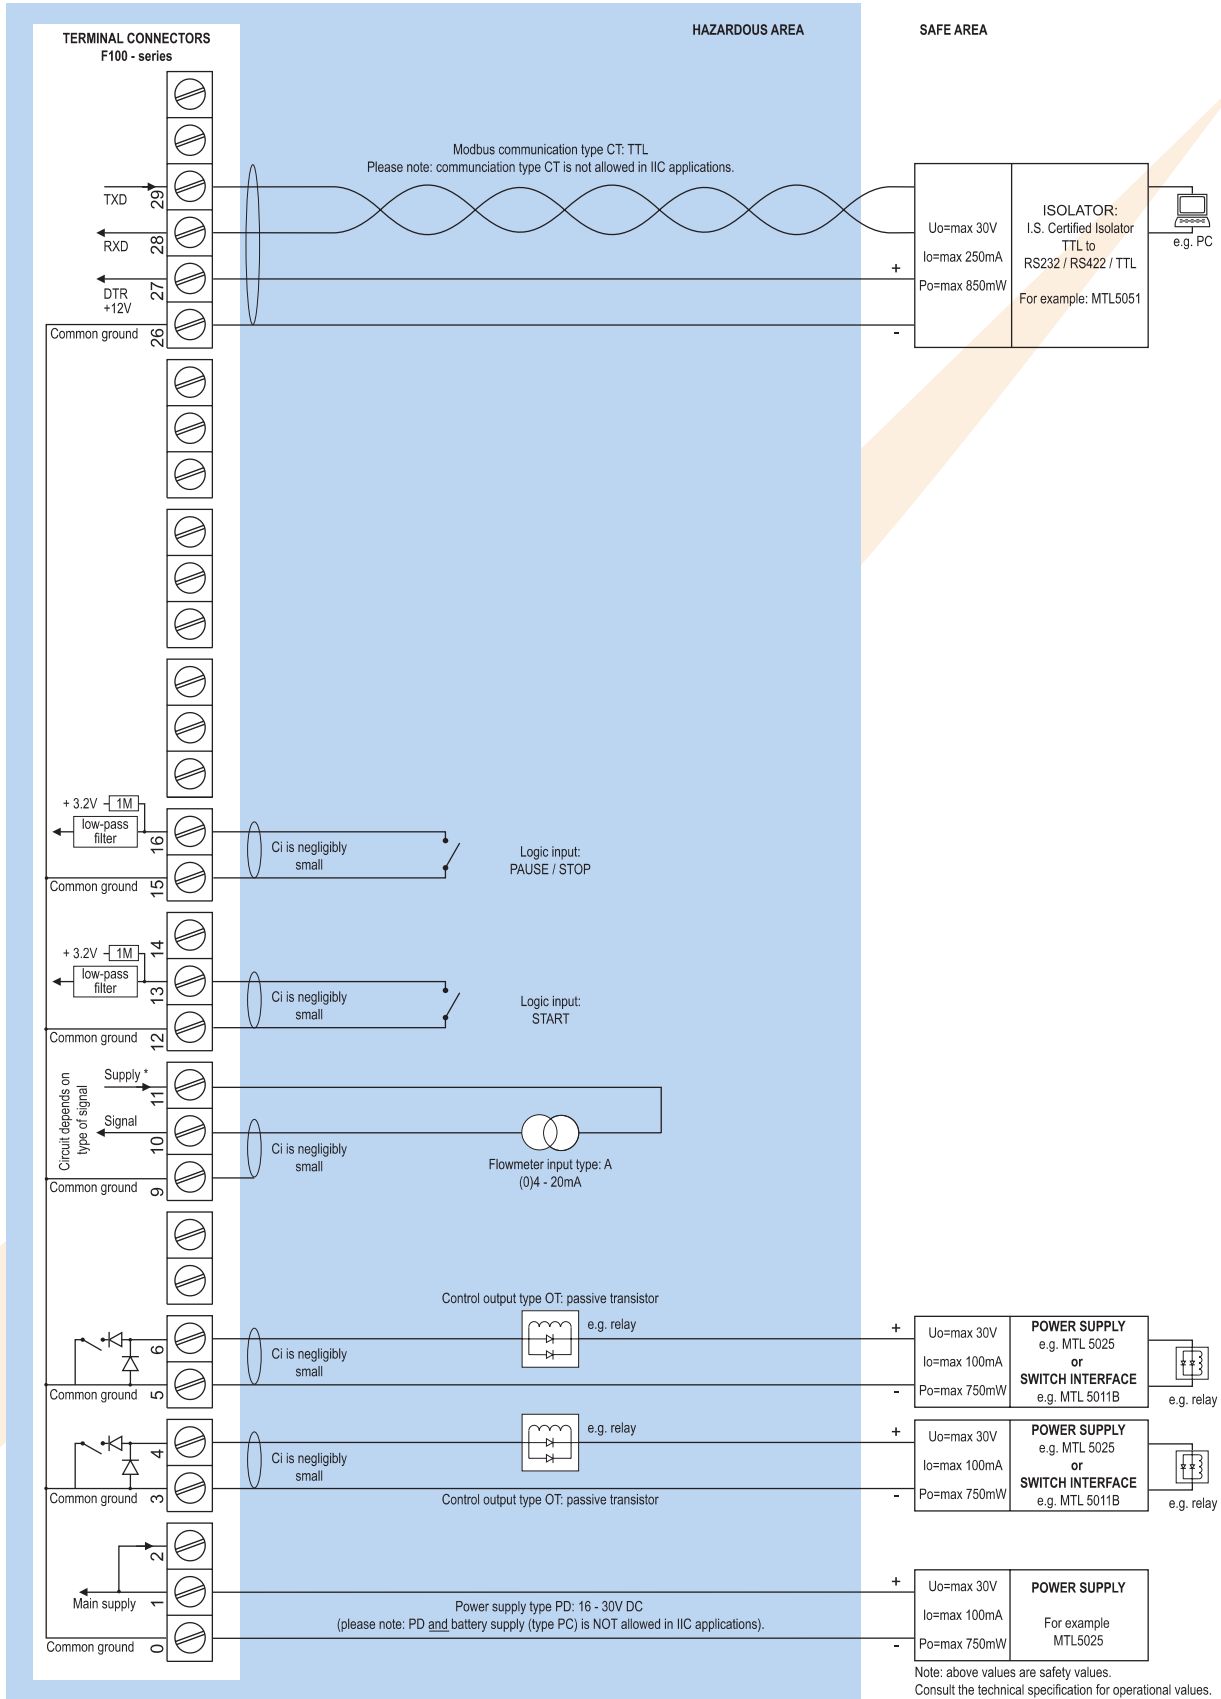 TERMINAL CONNECTORS
F100 - series
HAZARDOUS AREA
SAFE AREA
Modbus communication type CT: TTL
Please note: communciation type CT is not allowed in IIC applications.
TXD
29
RXD
28
DTR
+12V
27
Common ground
26
+
-
Uo=max 30V
Io=max 250mA
Po=max 850mW
ISOLATOR:
I.S. Certified Isolator
TTL to
RS232 / RS422 / TTL
For example: MTL5051
e.g. PC
+ 3.2V
1M
low-pass
filter
16
Common ground
15
Ci is negligibly
small
Logic input:
PAUSE / STOP
14
+ 3.2V
1M
low-pass
filter
13
Common ground
12
Ci is negligibly
small
Logic input:
START
Circuit depends on
type of signal
Supply *
11
Signal
10
Common ground
9
Ci is negligibly
small
Flowmeter input type: A
(0)4 - 20mA
Control output type OT: passive transistor
e.g. relay
6
Common ground
5
Ci is negligibly
small
+
-
Uo=max 30V
Io=max 100mA
Po=max 750mW
POWER SUPPLY
e.g. MTL 5025
or
SWITCH INTERFACE
e.g. MTL 5011B
e.g. relay
e.g. relay
4
Common ground
3
Ci is negligibly
small
Control output type OT: passive transistor
+
-
Uo=max 30V
Io=max 100mA
Po=max 750mW
POWER SUPPLY
e.g. MTL 5025
or
SWITCH INTERFACE
e.g. MTL 5011B
e.g. relay
2
Main supply
1
Common ground
0
Power supply type PD: 16 - 30V DC
(please note: PD and battery supply (type PC) is NOT allowed in IIC applications).
+
-
Uo=max 30V
Io=max 100mA
Po=max 750mW
POWER SUPPLY
For example
MTL5025
Note: above values are safety values.
Consult the technical specification for operational values.